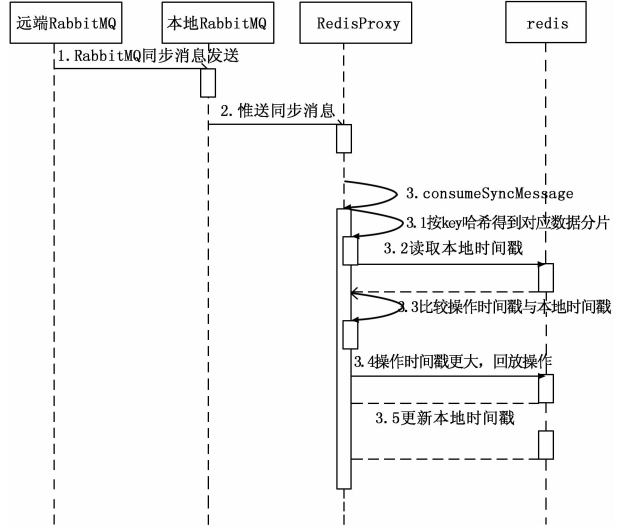 远端RabbitMQ
本地RabbitMQ
RedisProxy
redis
1.RabbitMQ同步消息发送
2.惟送同步消息
3.consumeSyncMessage
3.1按key哈希得到对应数据分片
3.2读取本地时间戳
3.3比较操作时间戳与本地时间戳
3.4操作时间戳更大，回放操作
3.5更新本地时间戳